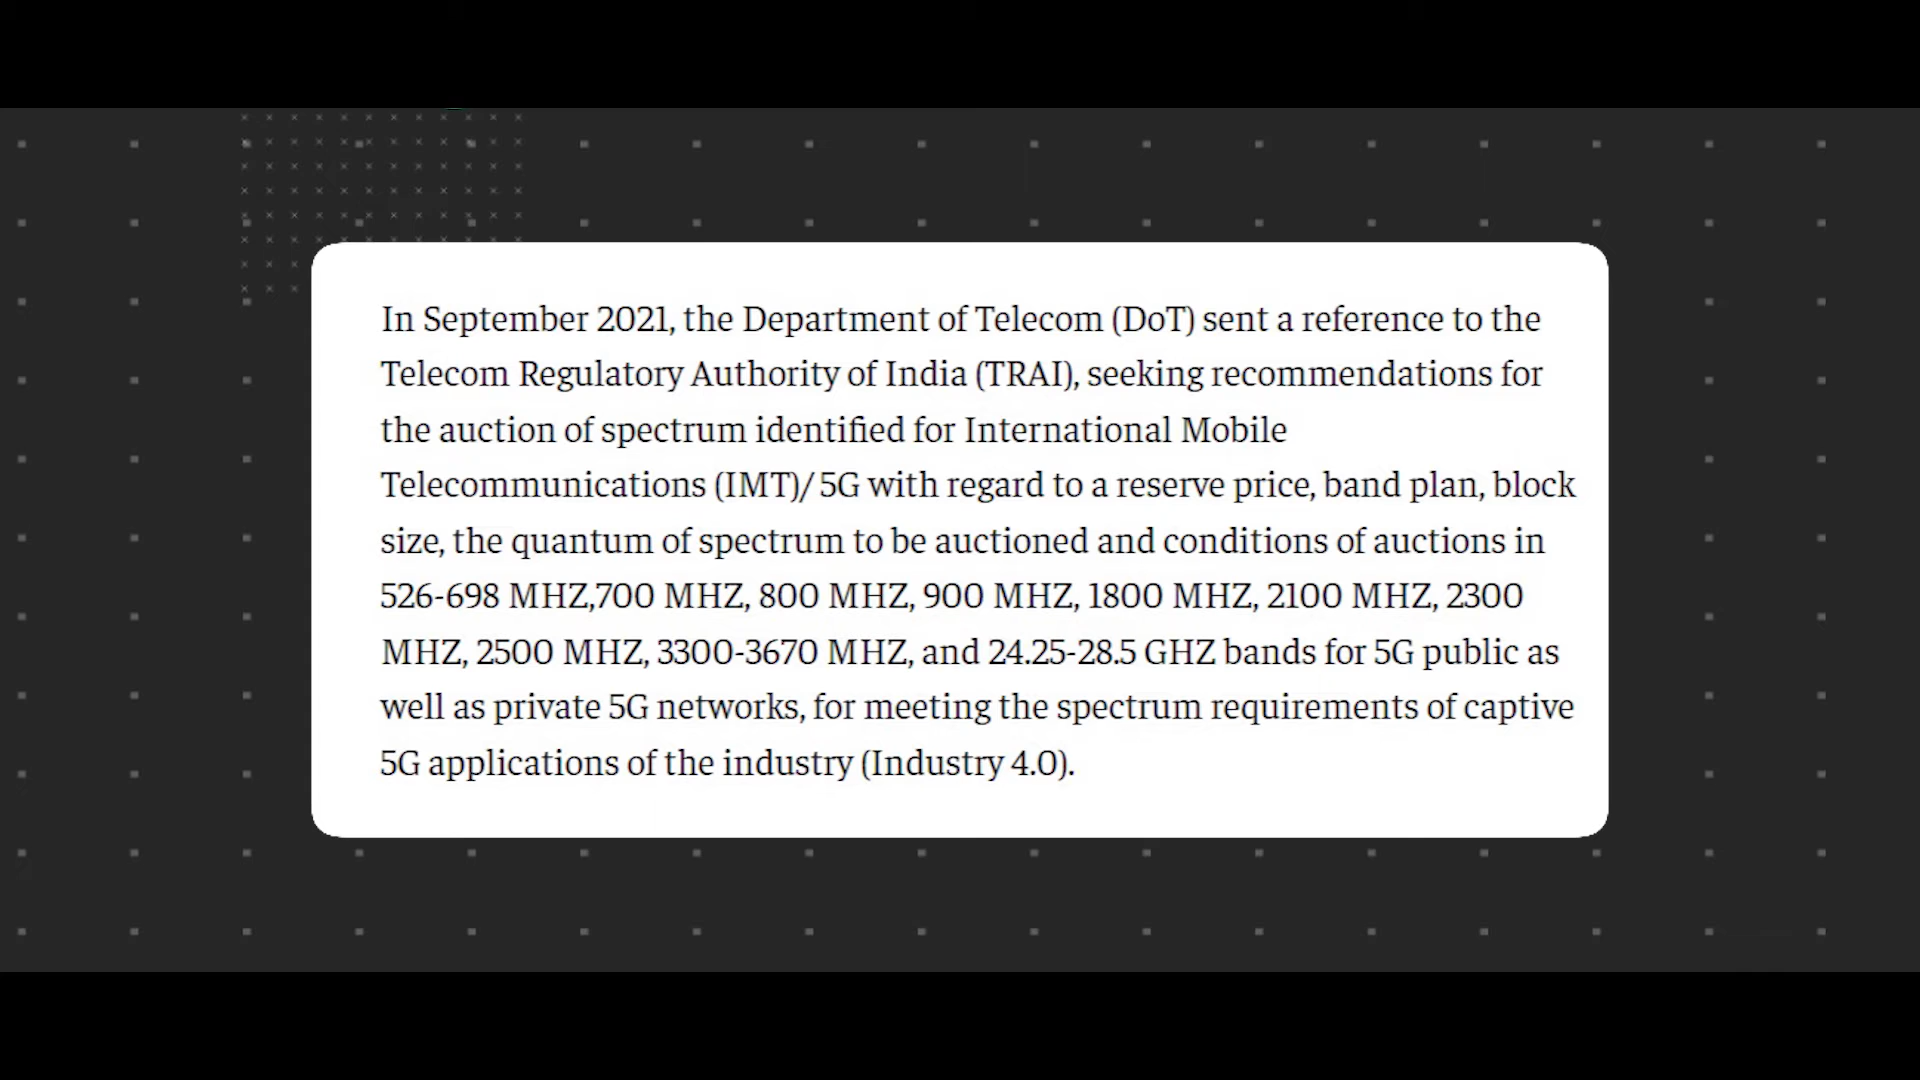 In September 2021, the Department of Telecom (DoT) sent a reference to the
Telecom Regulatory Authority of India (TRAI), seeking recommendations for
the auction of spectrum identified for International Mobile
Telecommunications (IMT)/ 5G with regard to a reserve price, band plan, block
size, the quantum of spectrum to be auctioned and conditions of auctions in
526-698 MHZ,700 MHZ, 800 MHZ, 900 MHZ, 1800 MHZ, 2100 MHZ, 2300
MHZ, 2500 MHZ, 3300-3670 MHZ, and 24.25-28.5 GHZ bands for 5G public as
well as private 5G networks, for meeting the spectrum requirements of captive
5G applications of the industry (Industry 4.0).